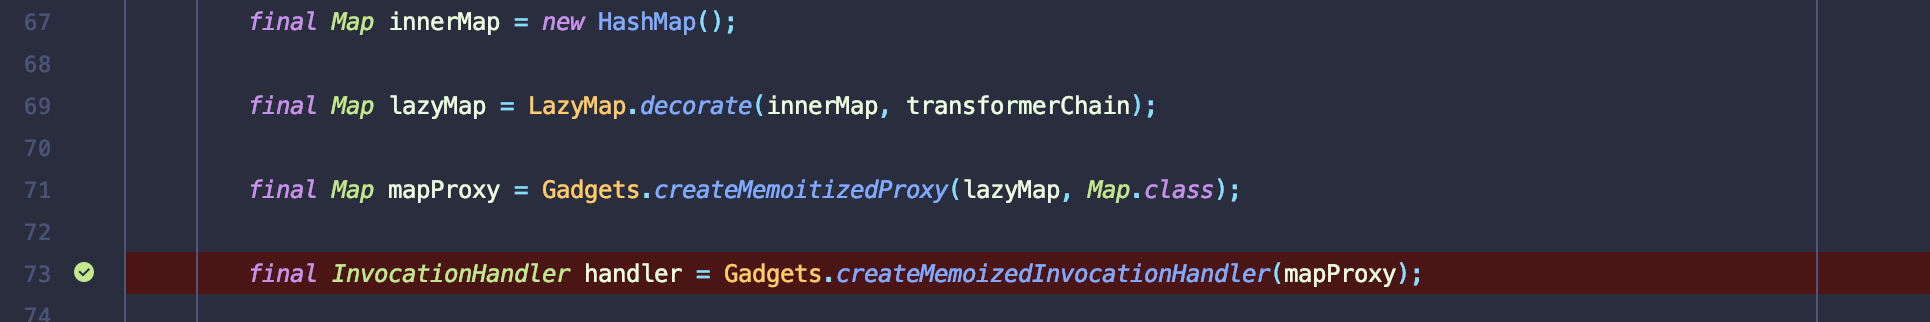 67 final Map innerMap = new HashMap();
68
69 final Map lazyMap = LazyMap.decorate(innerMap, transformerChain);
70
71 final Map mapProxy = Gadgets.createMemoitizedProxy(lazyMap, Map.class);
72
73 final InvocationHandler handler = Gadgets.createMemoizedInvocationHandler(mapProxy);
74